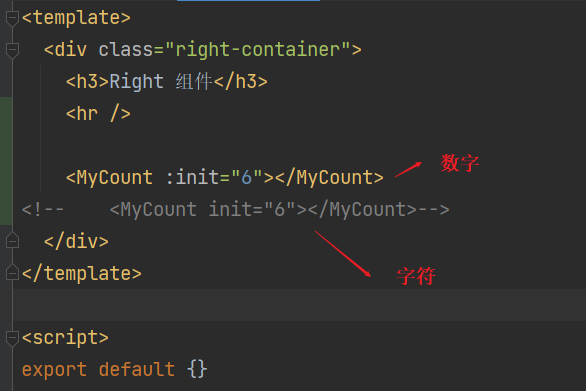 <template>
<div class="right-container">
<h3>Right 组件</h3>
<hr />
<MyCount :init="6"></MyCount>
数字
<!-- <MyCount init="6"></MyCount>-->
</div>
字符
</template>
<script>
export default {}